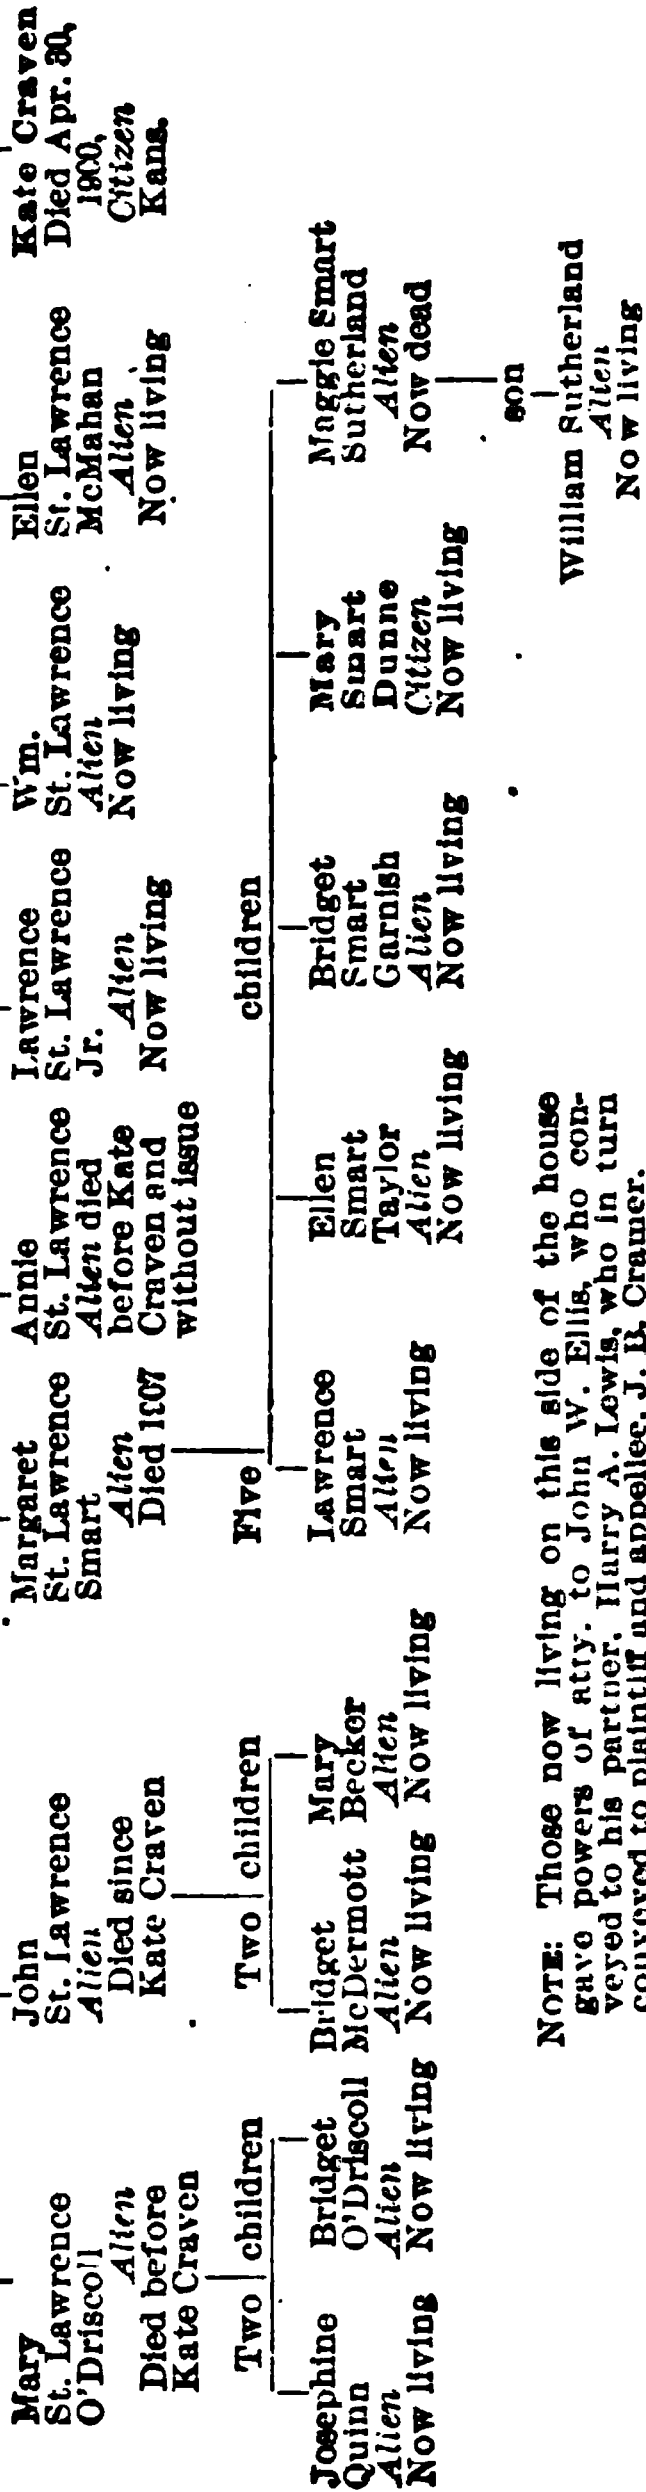 Mary
St. Lawrence
O'Driscoll
Alien
Died before
Kate Craven
Two children
Josephine
Quinn
Alien
Now living
Bridget
O'Driscoll
Alien
Now living
John
St. Lawrence
Alien
Died since
Kate Craven
Two children
Bridget
McDermott
Alien
Now living
Mary
Becker
Alien
Now living
Margaret
St. Lawrence
Smart
Alien
Died 1907
Five children
Lawrence
Smart
Alien
Now living
Ellen
Smart
Taylor
Alien
Now living
Bridget
Smart
Garnish
Alien
Now living
Mary
Smart
Dunne
Citizen
Now living
Maggie Smart
Sutherland
Alien
Now dead
son
William Sutherland
Alien
Now living
Annie
St. Lawrence
Alien died
before Kate
Craven and
without issue
Lawrence
St. Lawrence
Jr.
Alien
Now living
Wm.
St. Lawrence
Alien
Now living
Ellen
St. Lawrence
McMahan
Alien
Now living
Kate Craven
Died Apr. 30,
1900,
Citizen
Kans.
NOTE: Those now living on this side of the house
gave powers of atty. to John W. Ellis, who con-
veyed to his partner, Harry A. Lewis, who in turn
conveyed to plaintiff and appellee, J. B. Cramer.